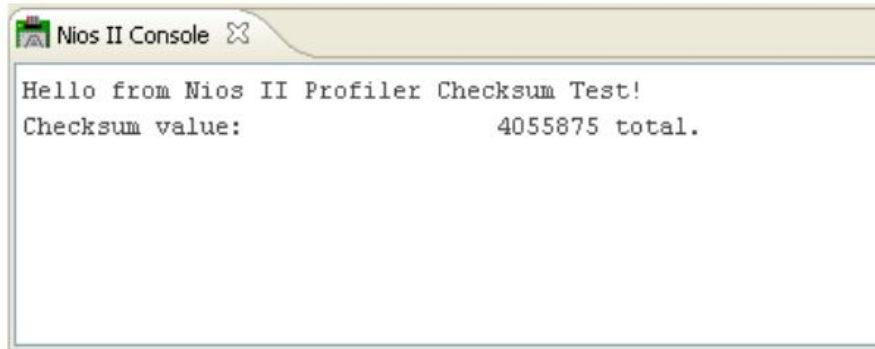 Nios II Console
Hello from Nios II Profiler Checksum Test!
Checksum value: 4055875 total.